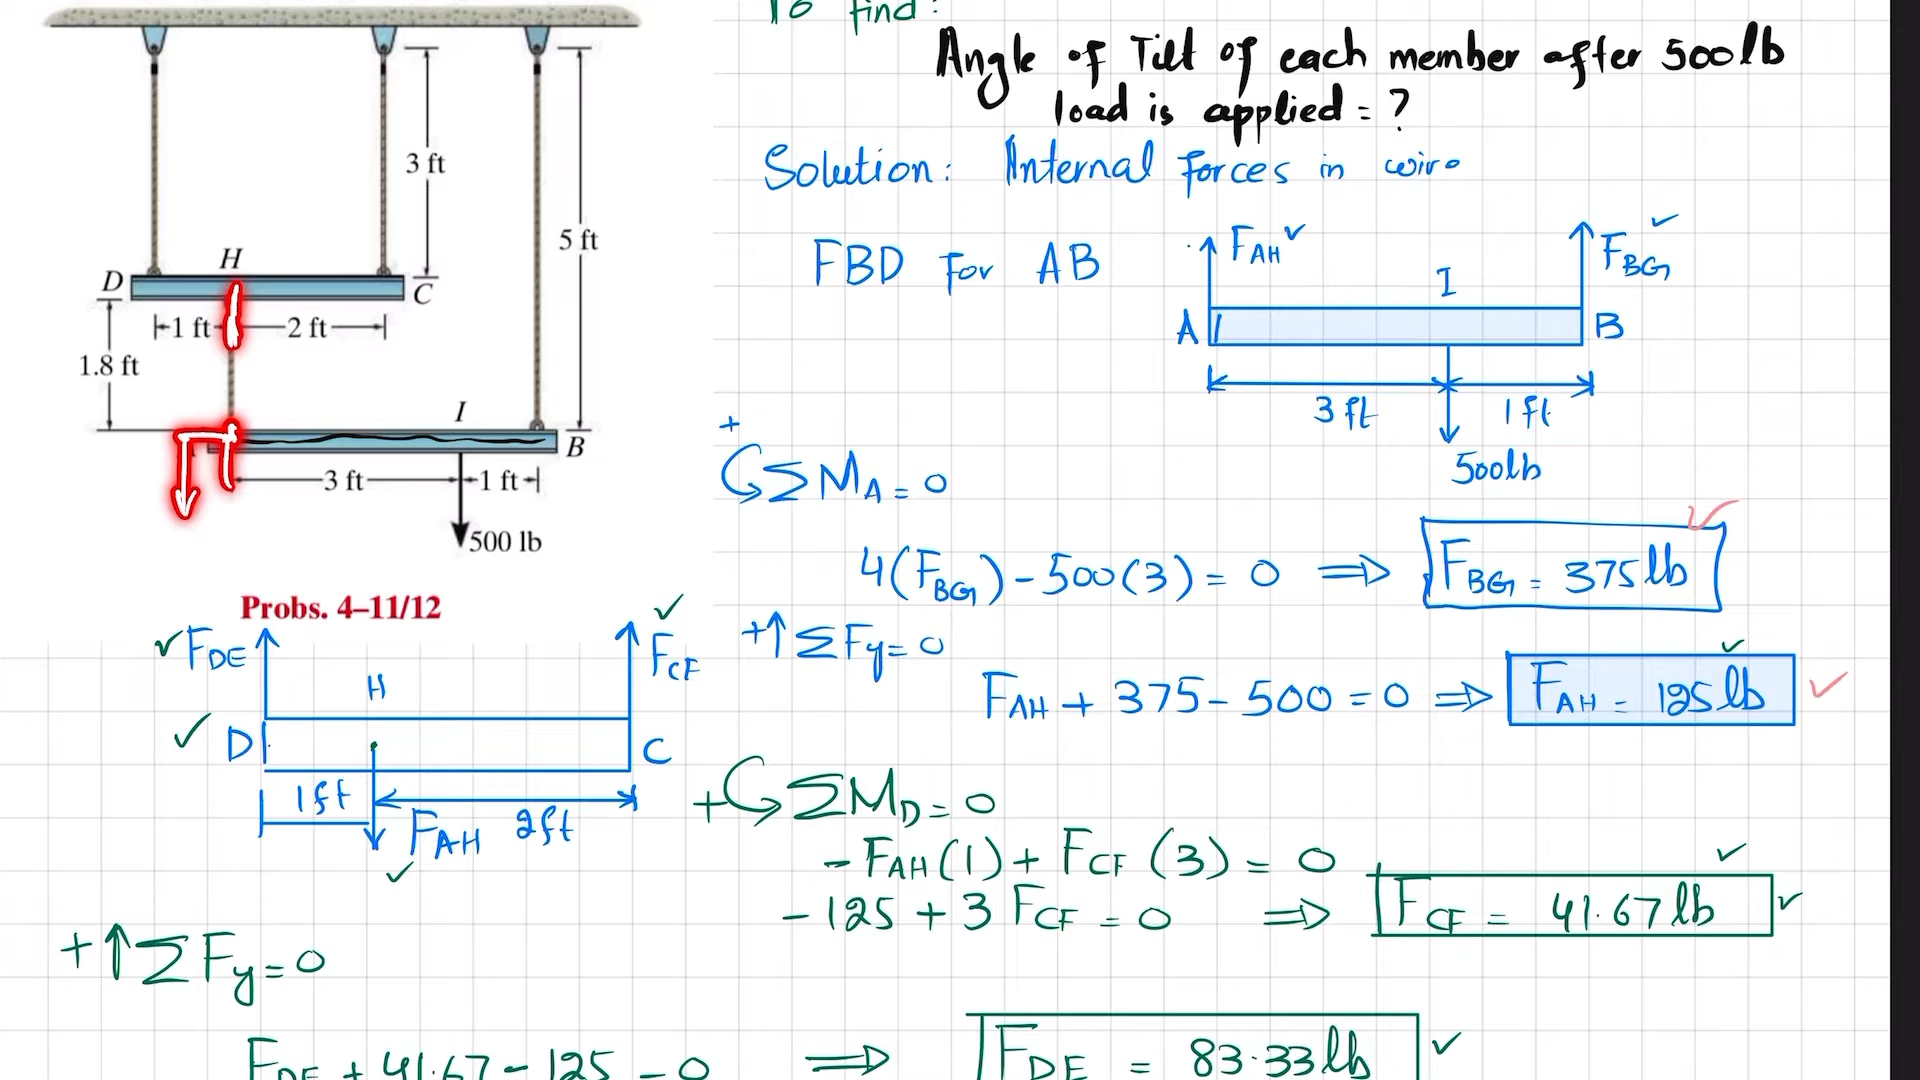 To find:
Angle of Tilt of each member after 500lb
load is applied = ?
Solution: Internal forces in wire
3 ft
5 ft
H
D
C
1 ft
2 ft
1.8 ft
I
B
3 ft
1 ft
500 lb
Probs. 4–11/12
FBD for AB
F_AH
I
F_BG
A
B
3 ft
1 ft
500lb
+
ΣM_A = 0
4(F_BG) - 500(3) = 0 ⇒ F_BG = 375 lb
+↑ ΣFy = 0
F_AH + 375 - 500 = 0 ⇒ F_AH = 125 lb
F_DE
H
F_CF
D
C
1ft
F_AH
2ft
+ ΣM_D = 0
- F_AH (1) + F_CF (3) = 0
- 125 + 3 F_CF = 0 ⇒ F_CF = 41.67 lb
+↑ ΣFy = 0
F_DE + 41.67 - 125 = 0 ⇒ F_DE = 83.33 lb